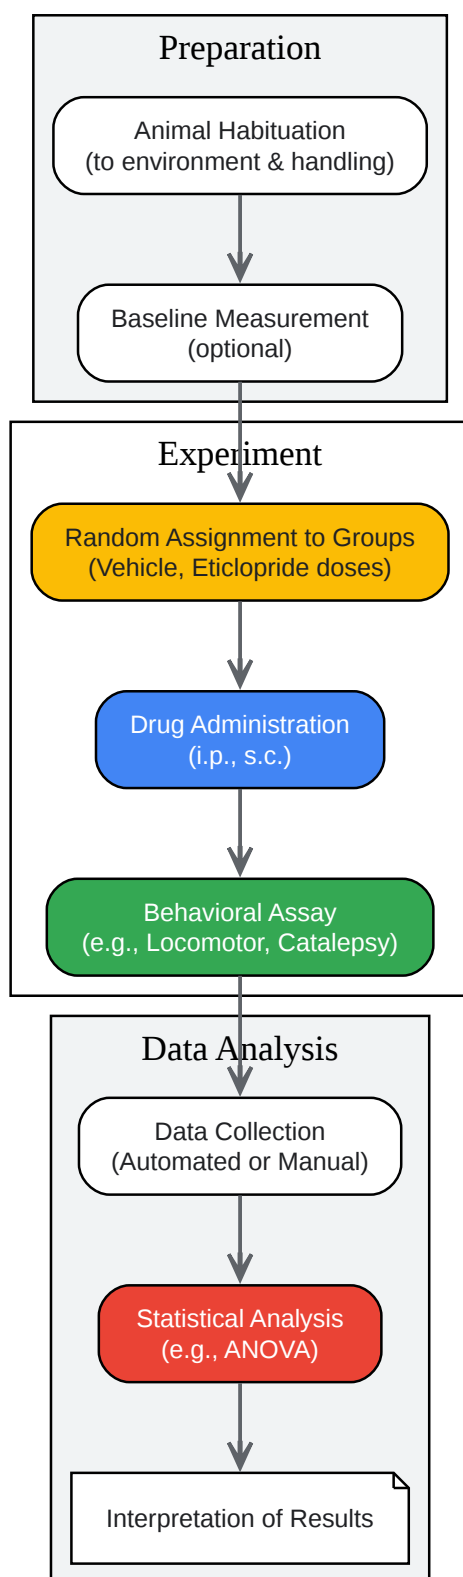 Preparation
Animal Habituation
(to environment & handling)
Baseline Measurement
(optional)
Experiment
Random Assignment to Groups
(Vehicle, Eticlopride doses)
Drug Administration
(i.p., s.c.)
Behavioral Assay
(e.g., Locomotor, Catalepsy)
Data Analysis
Data Collection
(Automated or Manual)
Statistical Analysis
(e.g., ANOVA)
Interpretation of Results